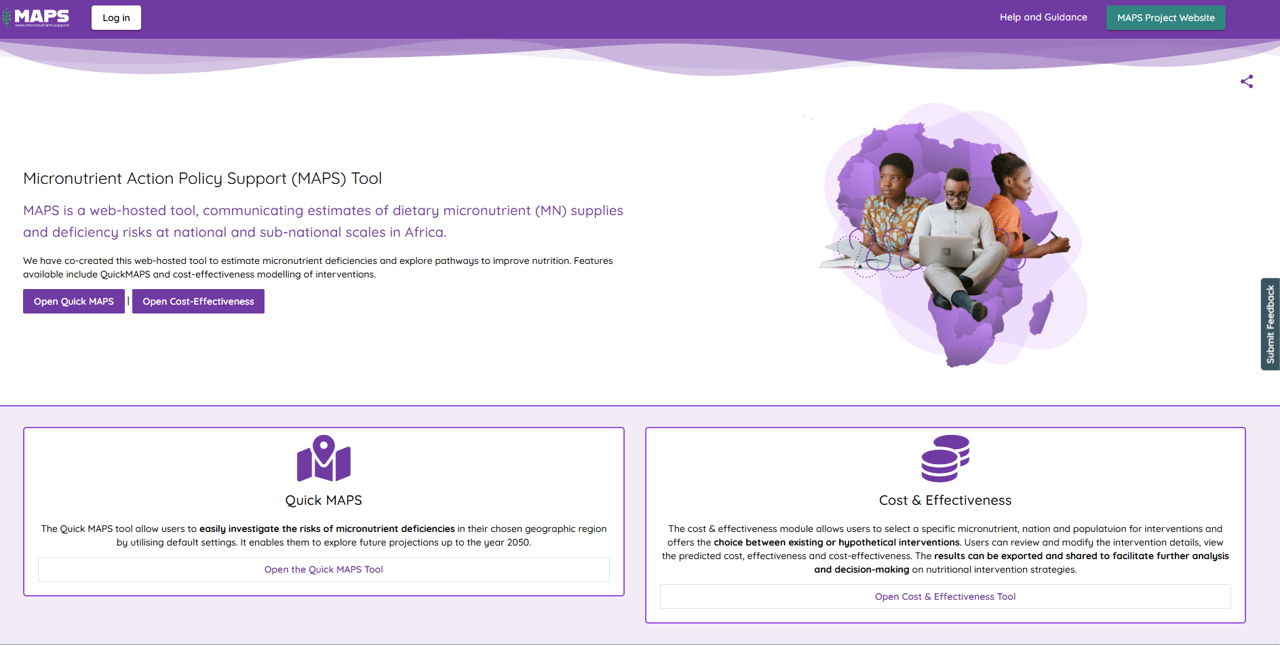 MAPS
www.micronutrient.support
Log in
Help and Guidance
MAPS Project Website
Micronutrient Action Policy Support (MAPS) Tool
MAPS is a web-hosted tool, communicating estimates of dietary micronutrient (MN) supplies
and deficiency risks at national and sub-national scales in Africa.
We have co-created this web-hosted tool to estimate micronutrient deficiencies and explore pathways to improve nutrition. Features
available include QuickMAPS and cost-effectiveness modelling of interventions.
Open Quick MAPS | Open Cost-Effectiveness
Submit Feedback
Quick MAPS
The Quick MAPS tool allow users to easily investigate the risks of micronutrient deficiencies in their chosen geographic region
by utilising default settings. It enables them to explore future projections up to the year 2050.
Open the Quick MAPS Tool
Cost & Effectiveness
The cost & effectiveness module allows users to select a specific micronutrient, nation and populatuion for interventions and
offers the choice between existing or hypothetical interventions. Users can review and modify the intervention details, view
the predicted cost, effectiveness and cost-effectiveness. The results can be exported and shared to facilitate further analysis
and decision-making on nutritional intervention strategies.
Open Cost & Effectiveness Tool